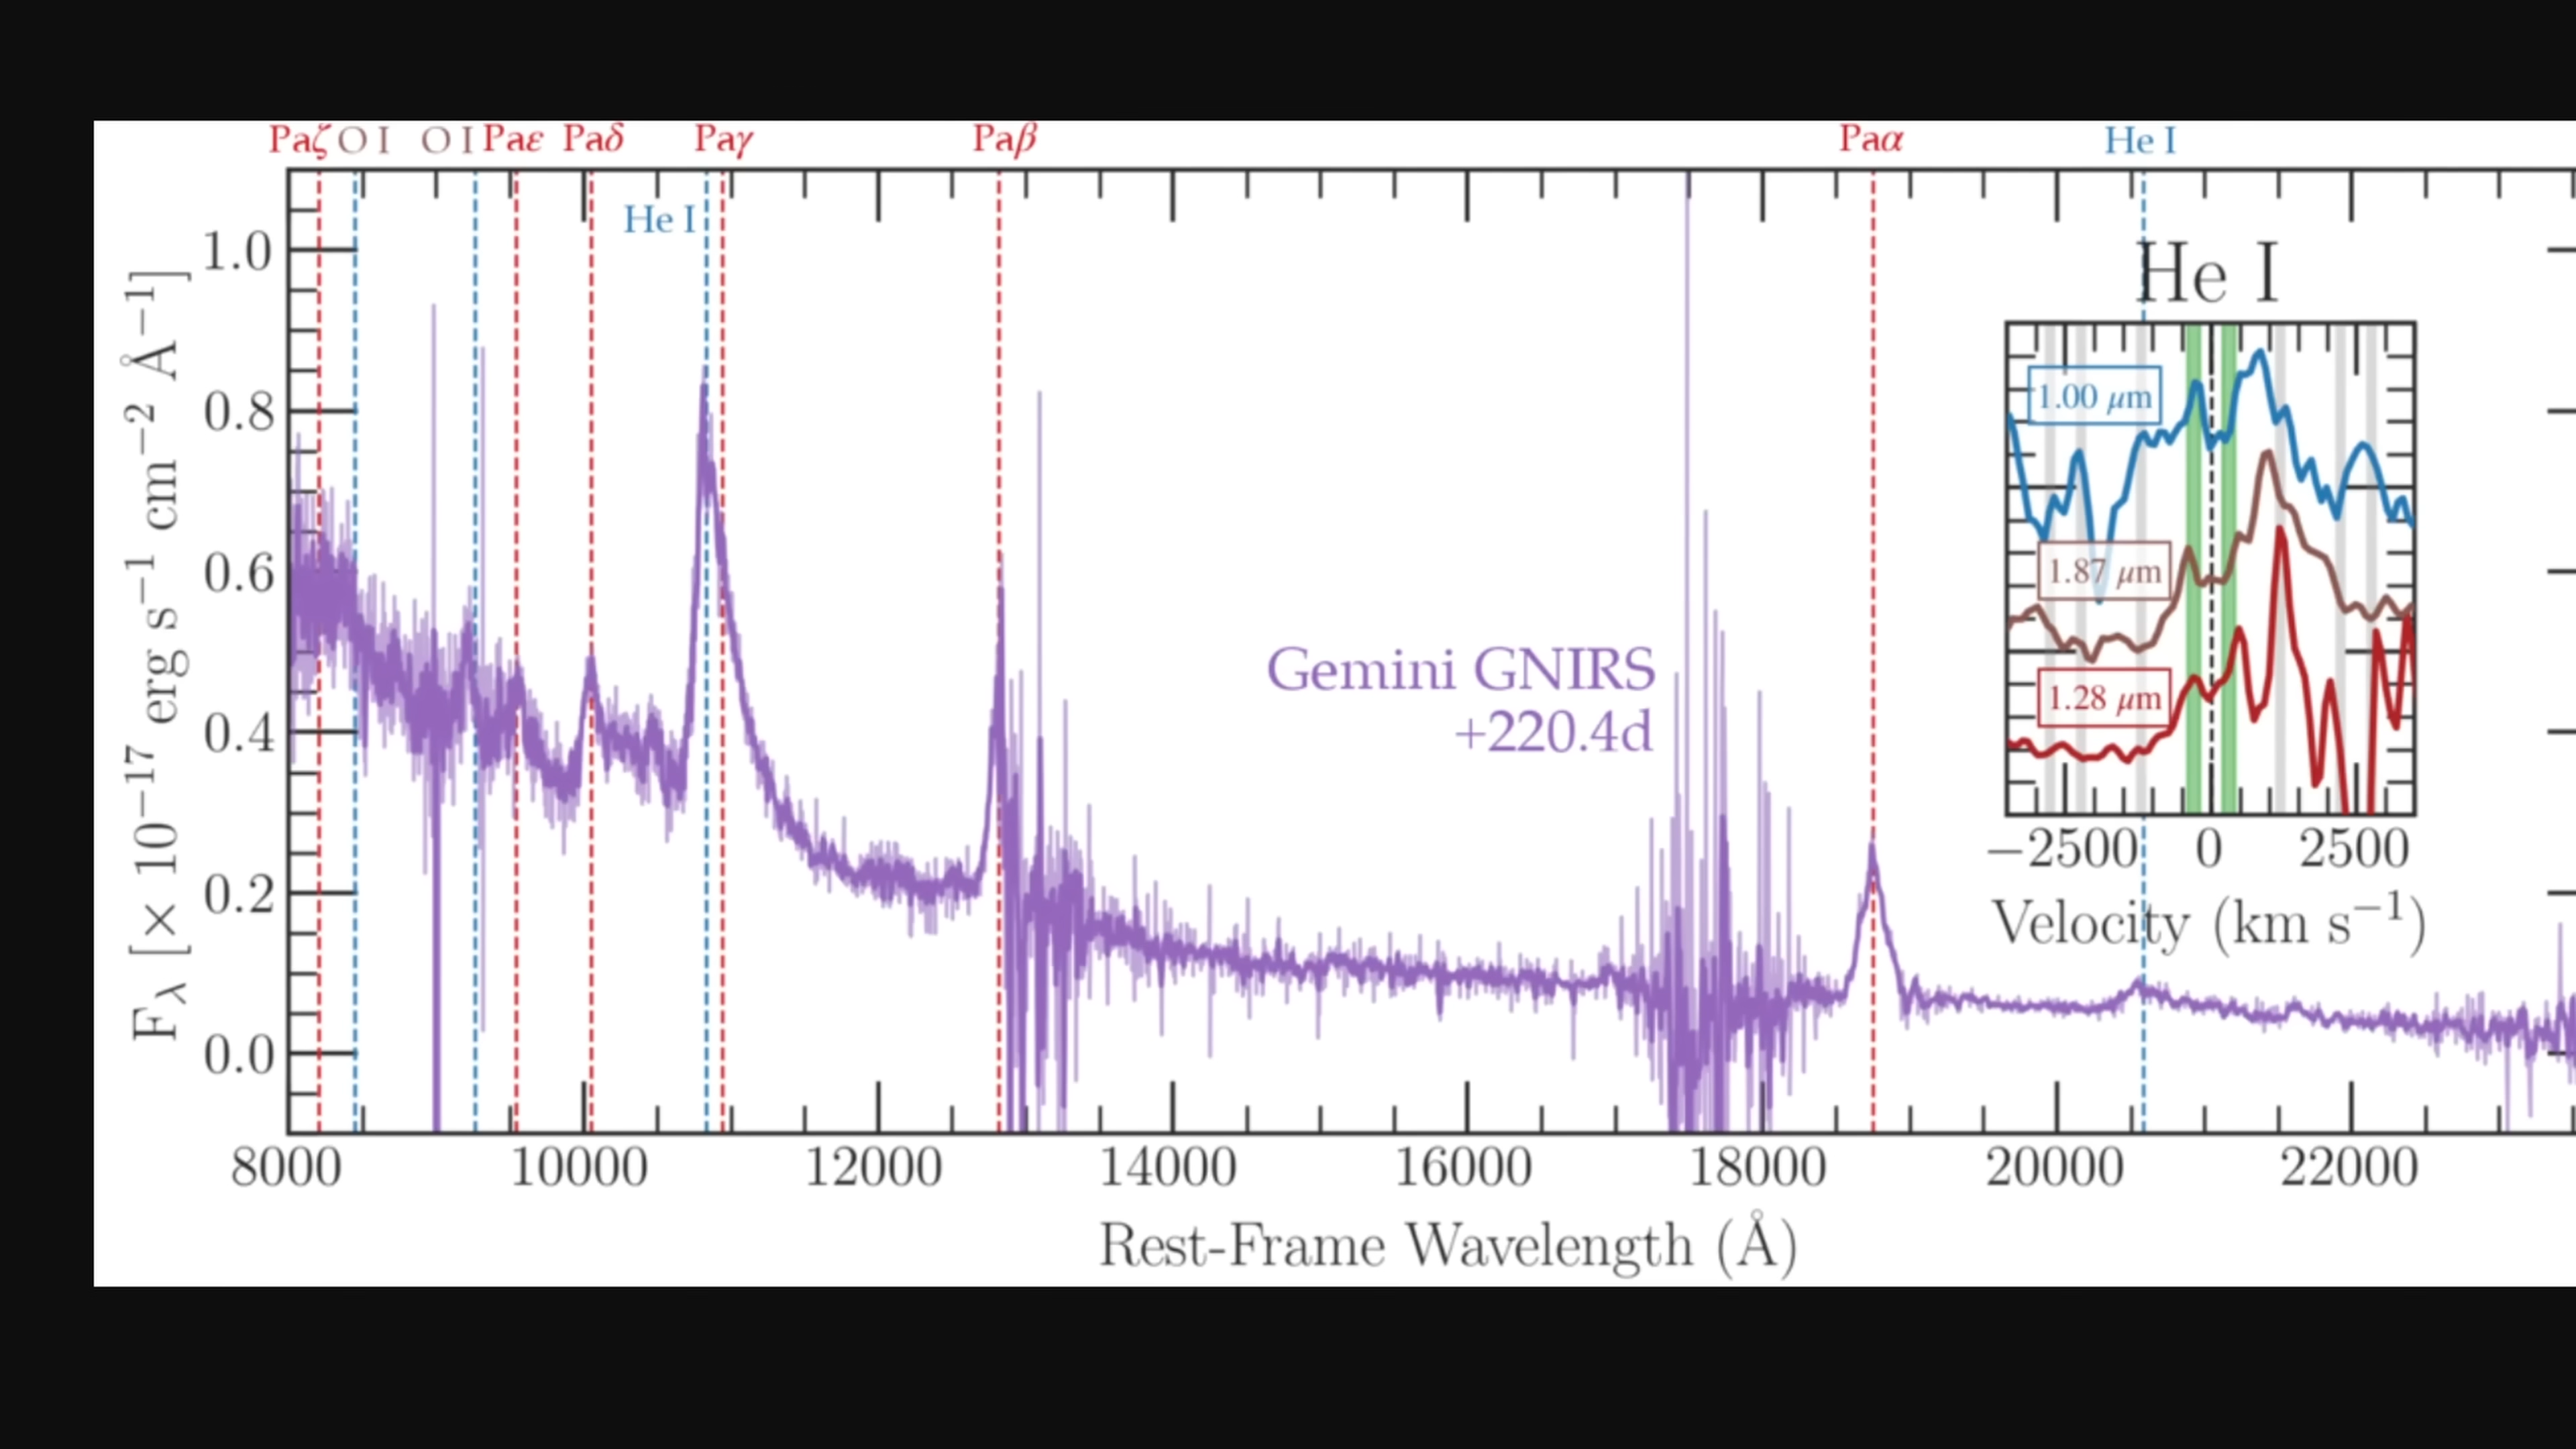 Paζ O I O I Paε Paδ Paγ Paβ Paα He I
He I
He I
1.0
0.8
0.6
0.4
0.2
0.0
F_λ [× 10^−17 erg s^−1 cm^−2 Å^−1]
Gemini GNIRS
+220.4d
1.00 μm
1.87 μm
1.28 μm
−2500 0 2500
Velocity (km s^−1)
8000 10000 12000 14000 16000 18000 20000 22000
Rest-Frame Wavelength (Å)